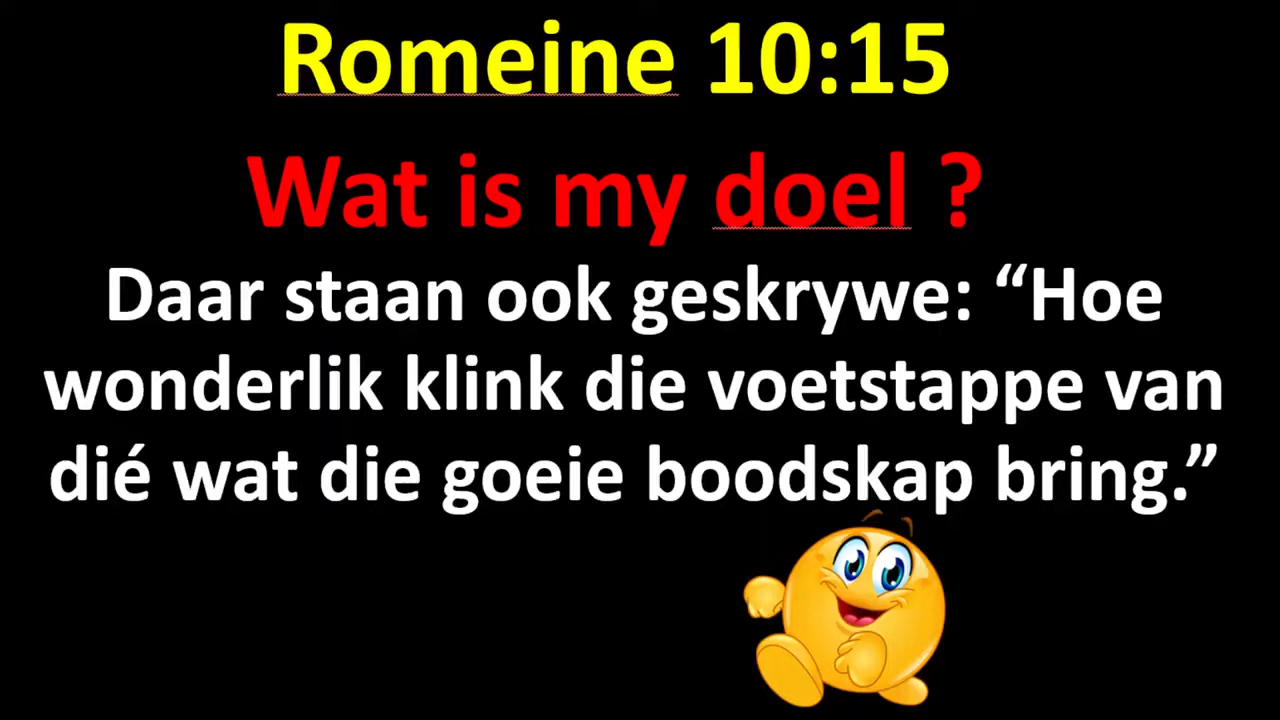 Romeine 10:15
Wat is my doel ?
Daar staan ook geskrywe: “Hoe
wonderlik klink die voetstappe van
dié wat die goeie boodskap bring.”